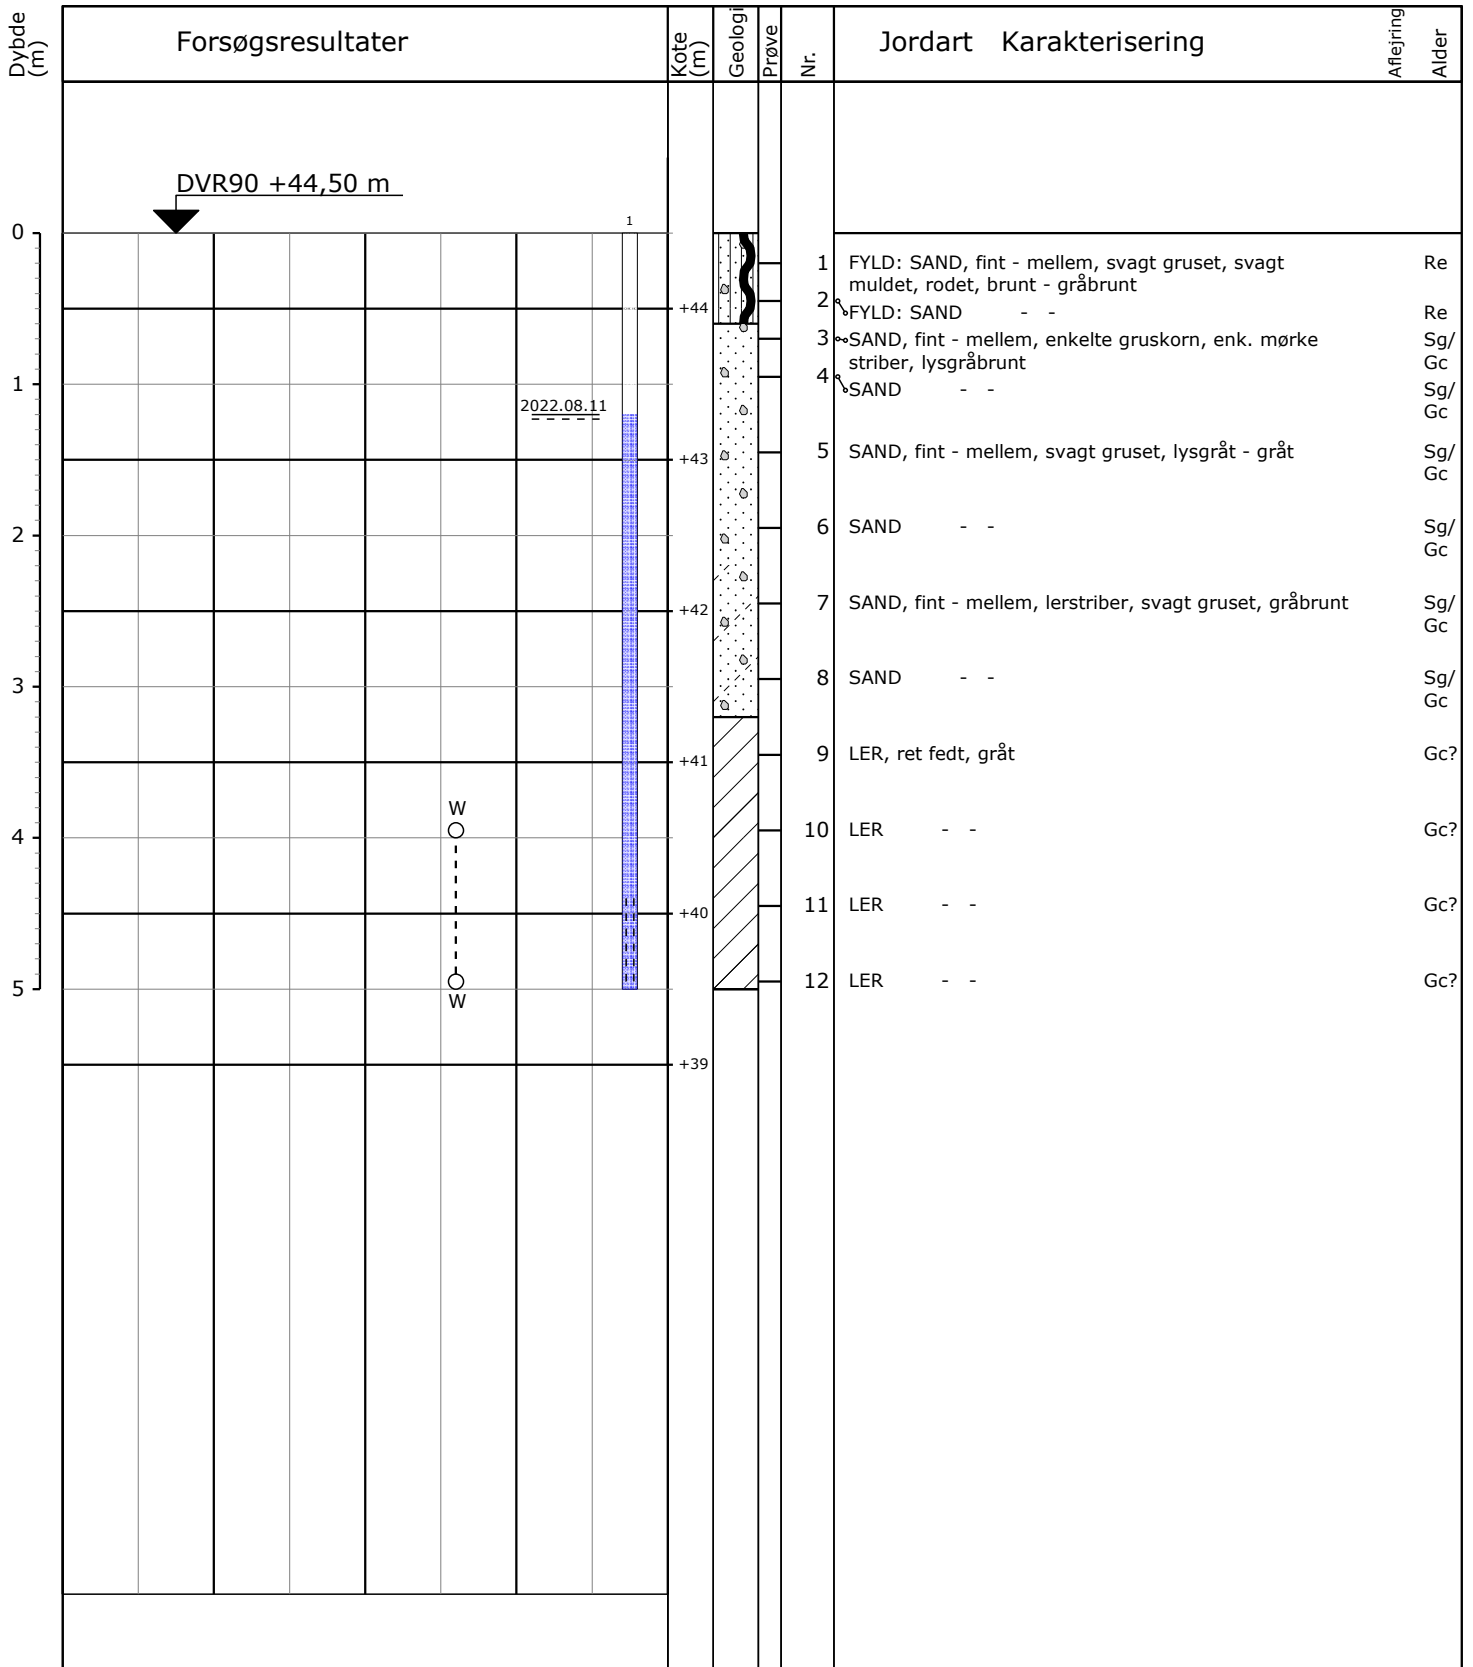 Dybde
(m)
Forsøgsresultater
Kote
(m)
Geologi
Prøve
Nr.
Jordart Karakterisering
Aflejring
Alder
DVR90 +44,50 m
0
1
1 FYLD: SAND, fint - mellem, svagt gruset, svagt Re
muldet, rodet, brunt - gråbrunt
2
+44
FYLD: SAND - - Re
3 SAND, fint - mellem, enkelte gruskorn, enk. mørke Sg/
striber, lysgråbrunt Gc
4
1
SAND - - Sg/
Gc
2022.08.11
+43
5 SAND, fint - mellem, svagt gruset, lysgråt - gråt Sg/
Gc
2
6 SAND - - Sg/
Gc
+42
7 SAND, fint - mellem, lerstriber, svagt gruset, gråbrunt Sg/
Gc
3
8 SAND - - Sg/
Gc
+41
9 LER, ret fedt, gråt Gc?
W
4
10 LER - - Gc?
+40
11 LER - - Gc?
5
12 LER - - Gc?
W
+39